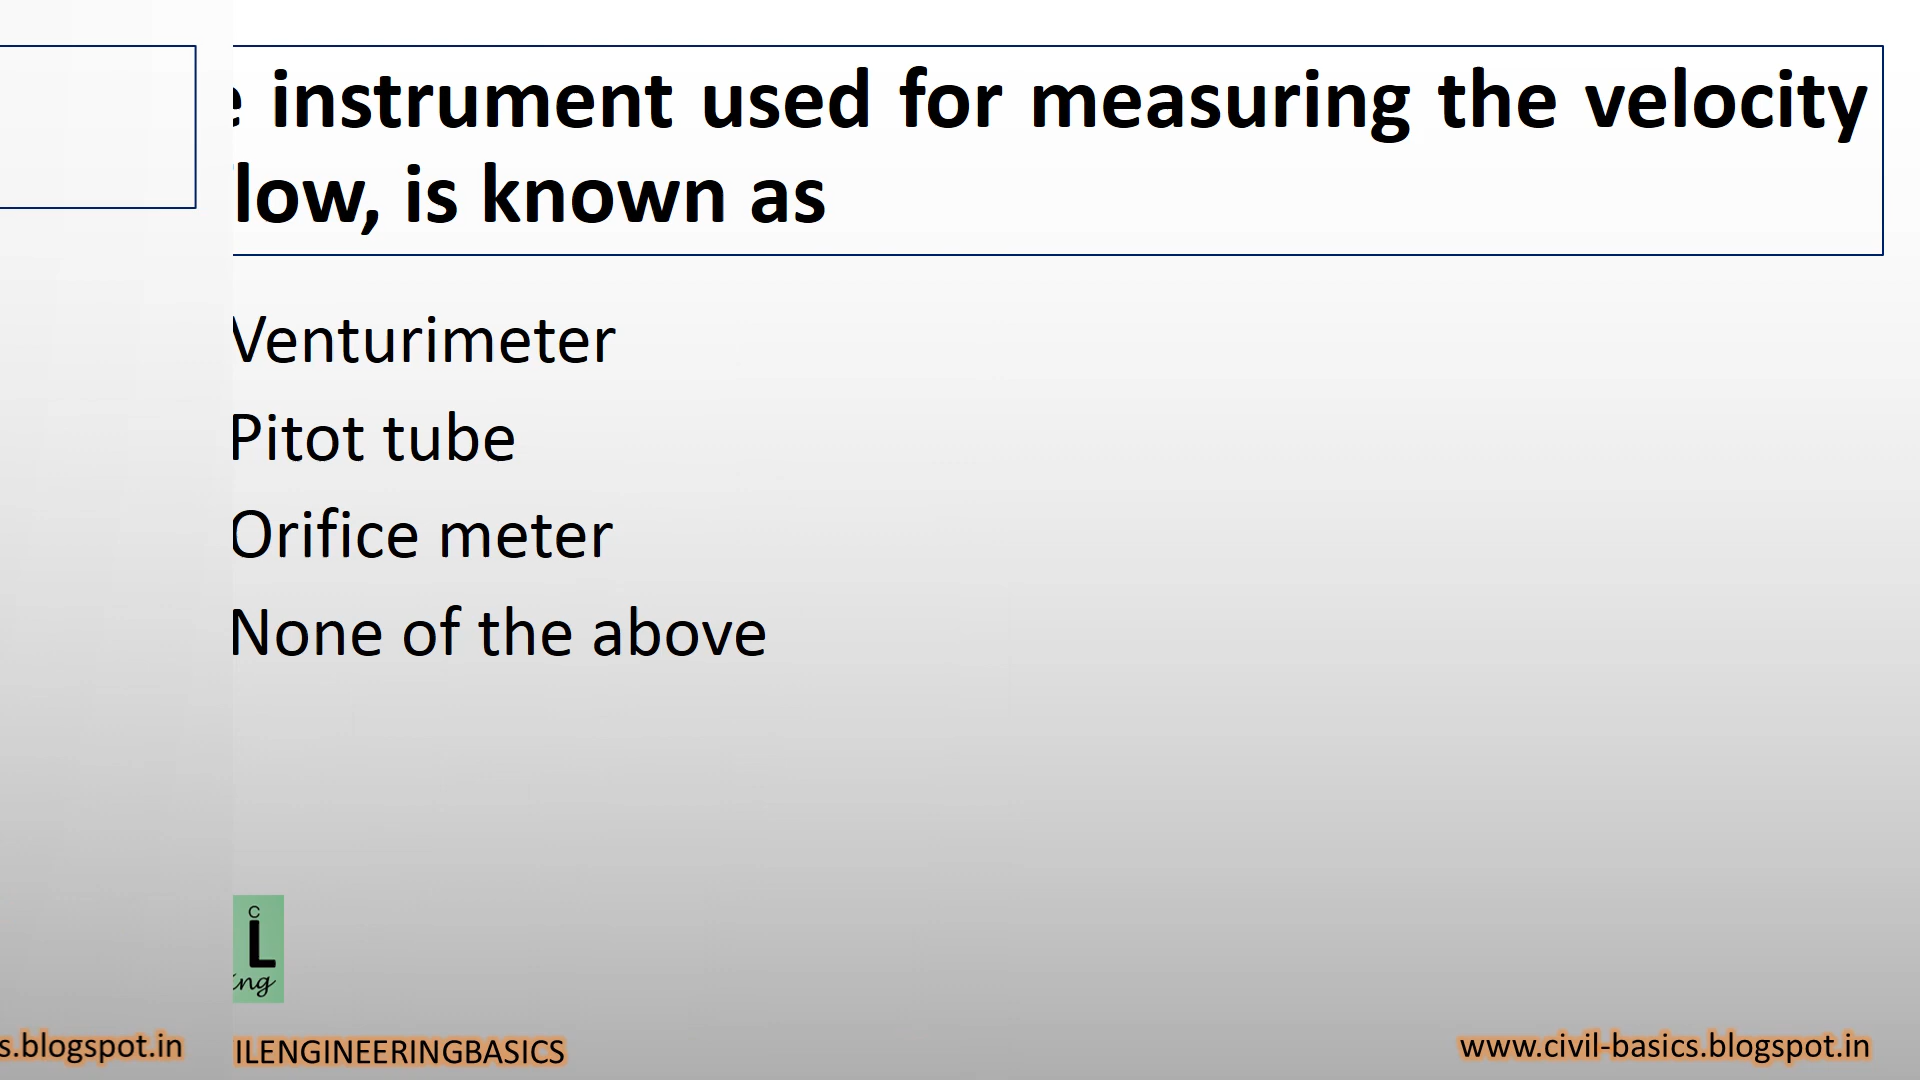 e instrument used for measuring the velocity
low, is known as
Venturimeter
Pitot tube
Orifice meter
None of the above
C
L
ing
s.blogspot.in
ILENGINEERINGBASICS
www.civil-basics.blogspot.in